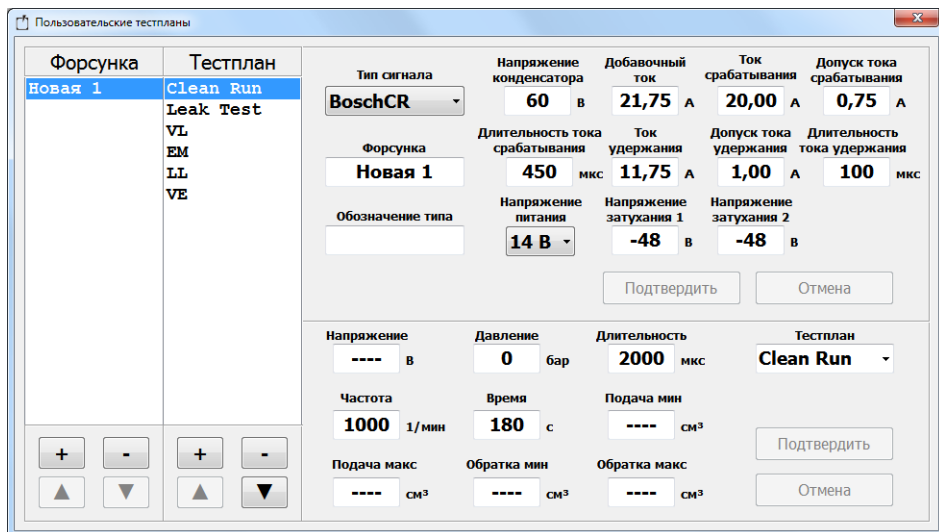 Пользовательские тестпланы
x
Форсунка Тестплан
Новая 1
Clean Run
Leak Test
VL
EM
LL
VE
+ - + -
▲ ▼ ▲ ▼
Тип сигнала
BoschCR
Напряжение
конденсатора
60 В
Добавочный
ток
21,75 А
Ток
срабатывания
20,00 А
Допуск тока
срабатывания
0,75 А
Форсунка
Новая 1
Длительность тока
срабатывания
450 мкс
Ток
удержания
11,75 А
Допуск тока
удержания
1,00 А
Длительность
тока удержания
100 мкс
Обозначение типа
Напряжение
питания
14 В
Напряжение
затухания 1
-48 В
Напряжение
затухания 2
-48 В
Подтвердить Отмена
Напряжение
---- В
Давление
0 бар
Длительность
2000 мкс
Тестплан
Clean Run
Частота
1000 1/мин
Время
180 с
Подача мин
---- см³
Подача макс
---- см³
Обратка мин
---- см³
Обратка макс
---- см³
Подтвердить
Отмена